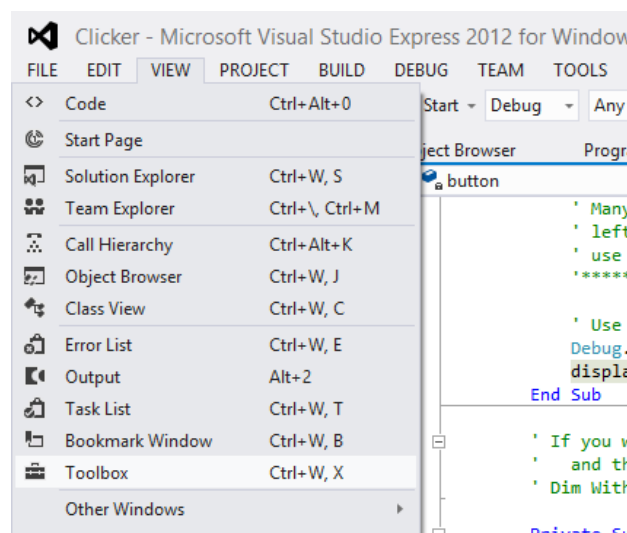 Clicker - Microsoft Visual Studio Express 2012 for Window
FILE EDIT VIEW PROJECT BUILD DEBUG TEAM TOOLS
Code Ctrl+Alt+0
Start Debug Any
Start Page
ject Browser Progr
Solution Explorer Ctrl+W, S
button
Team Explorer Ctrl+\, Ctrl+M
' Many
' left
Call Hierarchy Ctrl+Alt+K
' use
Object Browser Ctrl+W, J
'*****
Class View Ctrl+W, C
' Use
Error List Ctrl+W, E
Debug.
Output Alt+2
displa
End Sub
Task List Ctrl+W, T
Bookmark Window Ctrl+W, B
' If you w
Toolbox Ctrl+W, X
' and th
' Dim With
Other Windows
Private Su